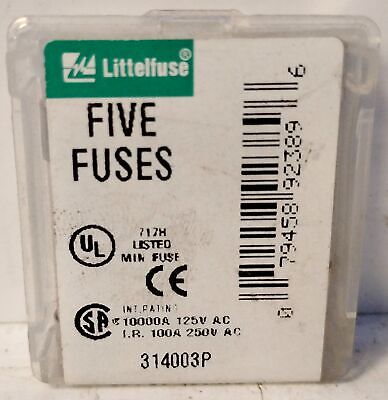 Littelfuse®
FIVE
FUSES
UL
717H
LISTED
MIN FUSE
CE
SA
INT. RATING
10000A 125V AC
I.R. 100A 250V AC
314003P
0 79458 92389 6